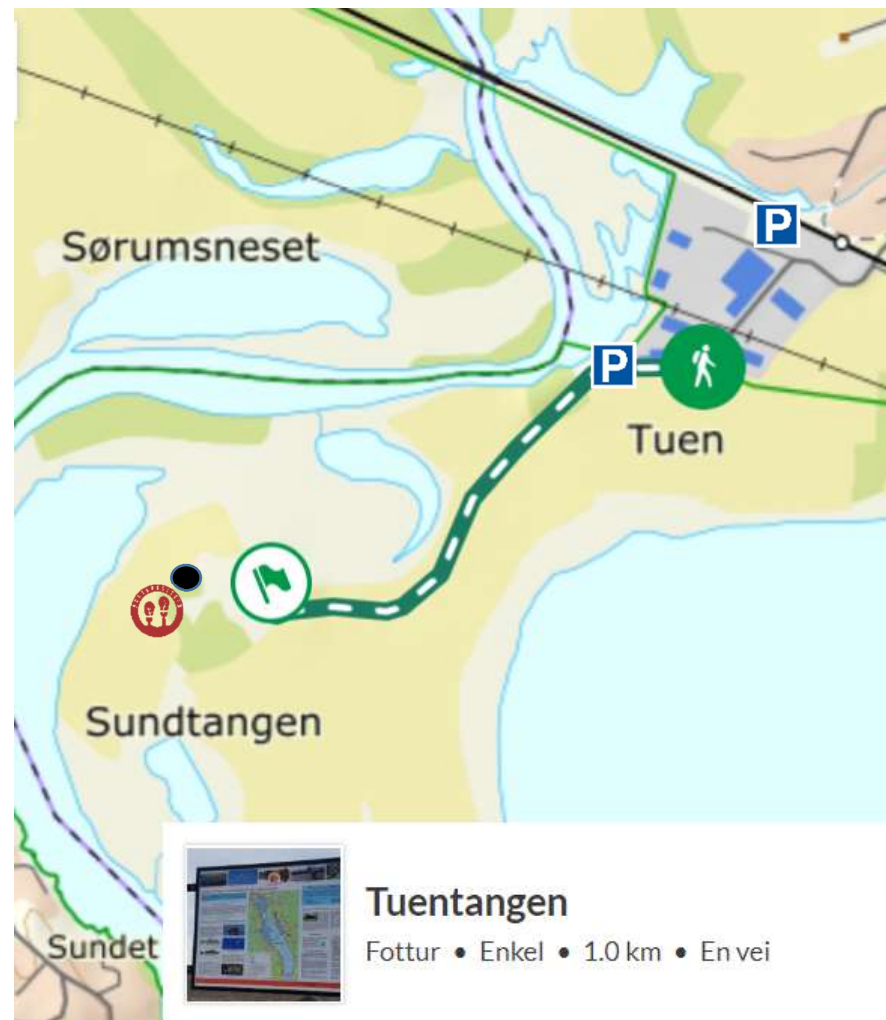 Sørumsneset
P
P
Tuen
Sundtangen
Sundet
Tuentangen
Fottur • Enkel • 1.0 km • En vei